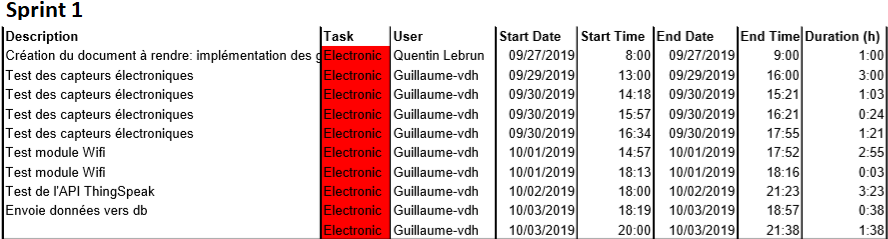 Sprint 1
Description Task User Start Date Start Time End Date End Time Duration (h)
Création du document à rendre: implémentation des Electronic Quentin Lebrun 09/27/2019 8:00 09/27/2019 9:00 1:00
Test des capteurs électroniques Electronic Guillaume-vdh 09/29/2019 13:00 09/29/2019 16:00 3:00
Test des capteurs électroniques Electronic Guillaume-vdh 09/30/2019 14:18 09/30/2019 15:21 1:03
Test des capteurs électroniques Electronic Guillaume-vdh 09/30/2019 15:57 09/30/2019 16:21 0:24
Test des capteurs électroniques Electronic Guillaume-vdh 09/30/2019 16:34 09/30/2019 17:55 1:21
Test module Wifi Electronic Guillaume-vdh 10/01/2019 14:57 10/01/2019 17:52 2:55
Test module Wifi Electronic Guillaume-vdh 10/01/2019 18:13 10/01/2019 18:16 0:03
Test de l'API ThingSpeak Electronic Guillaume-vdh 10/02/2019 18:00 10/02/2019 21:23 3:23
Envoie données vers db Electronic Guillaume-vdh 10/03/2019 18:19 10/03/2019 18:57 0:38
Electronic Guillaume-vdh 10/03/2019 20:00 10/03/2019 21:38 1:38